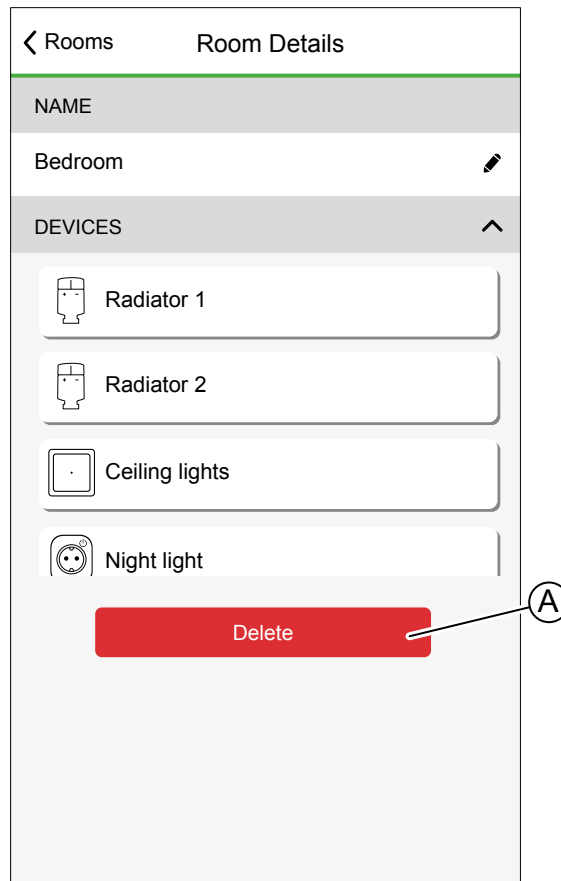 Rooms Room Details
NAME
Bedroom
DEVICES
Radiator 1
Radiator 2
Ceiling lights
Night light
A
Delete